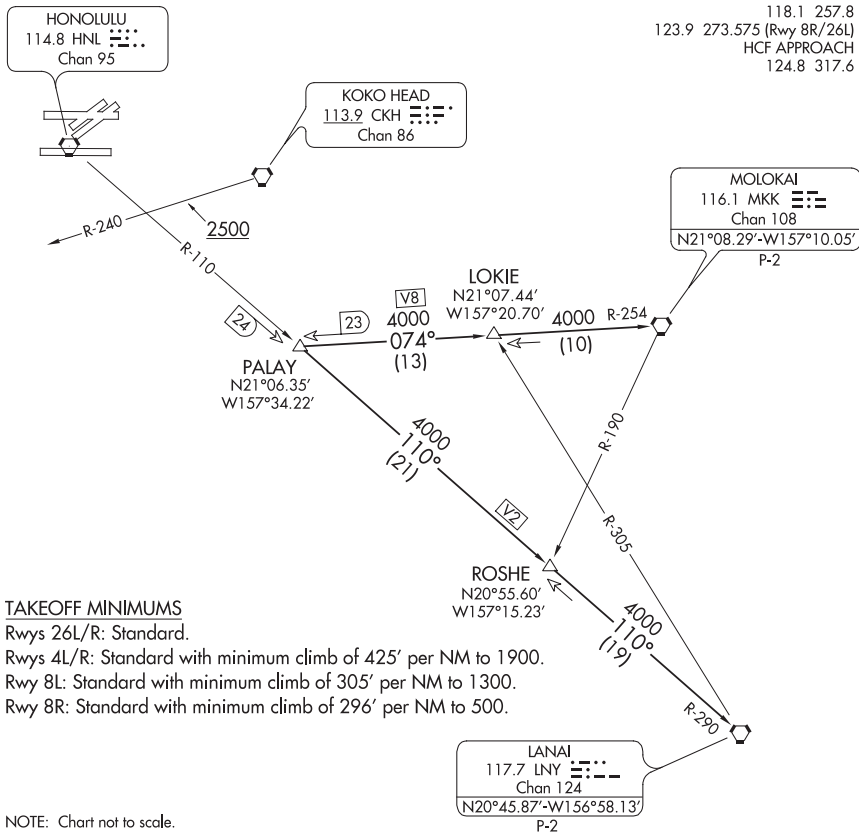 HONOLULU
114.8 HNL
Chan 95
118.1 257.8
123.9 273.575 (Rwy 8R/26L)
HCF APPROACH
124.8 317.6
KOKO HEAD
113.9 CKH
Chan 86
MOLOKAI
116.1 MKK
Chan 108
N21°08.29'-W157°10.05'
P-2
R-240
2500
R-110
24
23
V8
4000
074°
(13)
LOKIE
N21°07.44'
W157°20.70'
4000
(10)
R-254
PALAY
N21°06.35'
W157°34.22'
4000
110°
(21)
V2
R-190
R-305
ROSHE
N20°55.60'
W157°15.23'
4000
110°
(19)
R-290
TAKEOFF MINIMUMS
Rwys 26L/R: Standard.
Rwys 4L/R: Standard with minimum climb of 425' per NM to 1900.
Rwy 8L: Standard with minimum climb of 305' per NM to 1300.
Rwy 8R: Standard with minimum climb of 296' per NM to 500.
LANAI
117.7 LNY
Chan 124
N20°45.87'-W156°58.13'
P-2
NOTE: Chart not to scale.